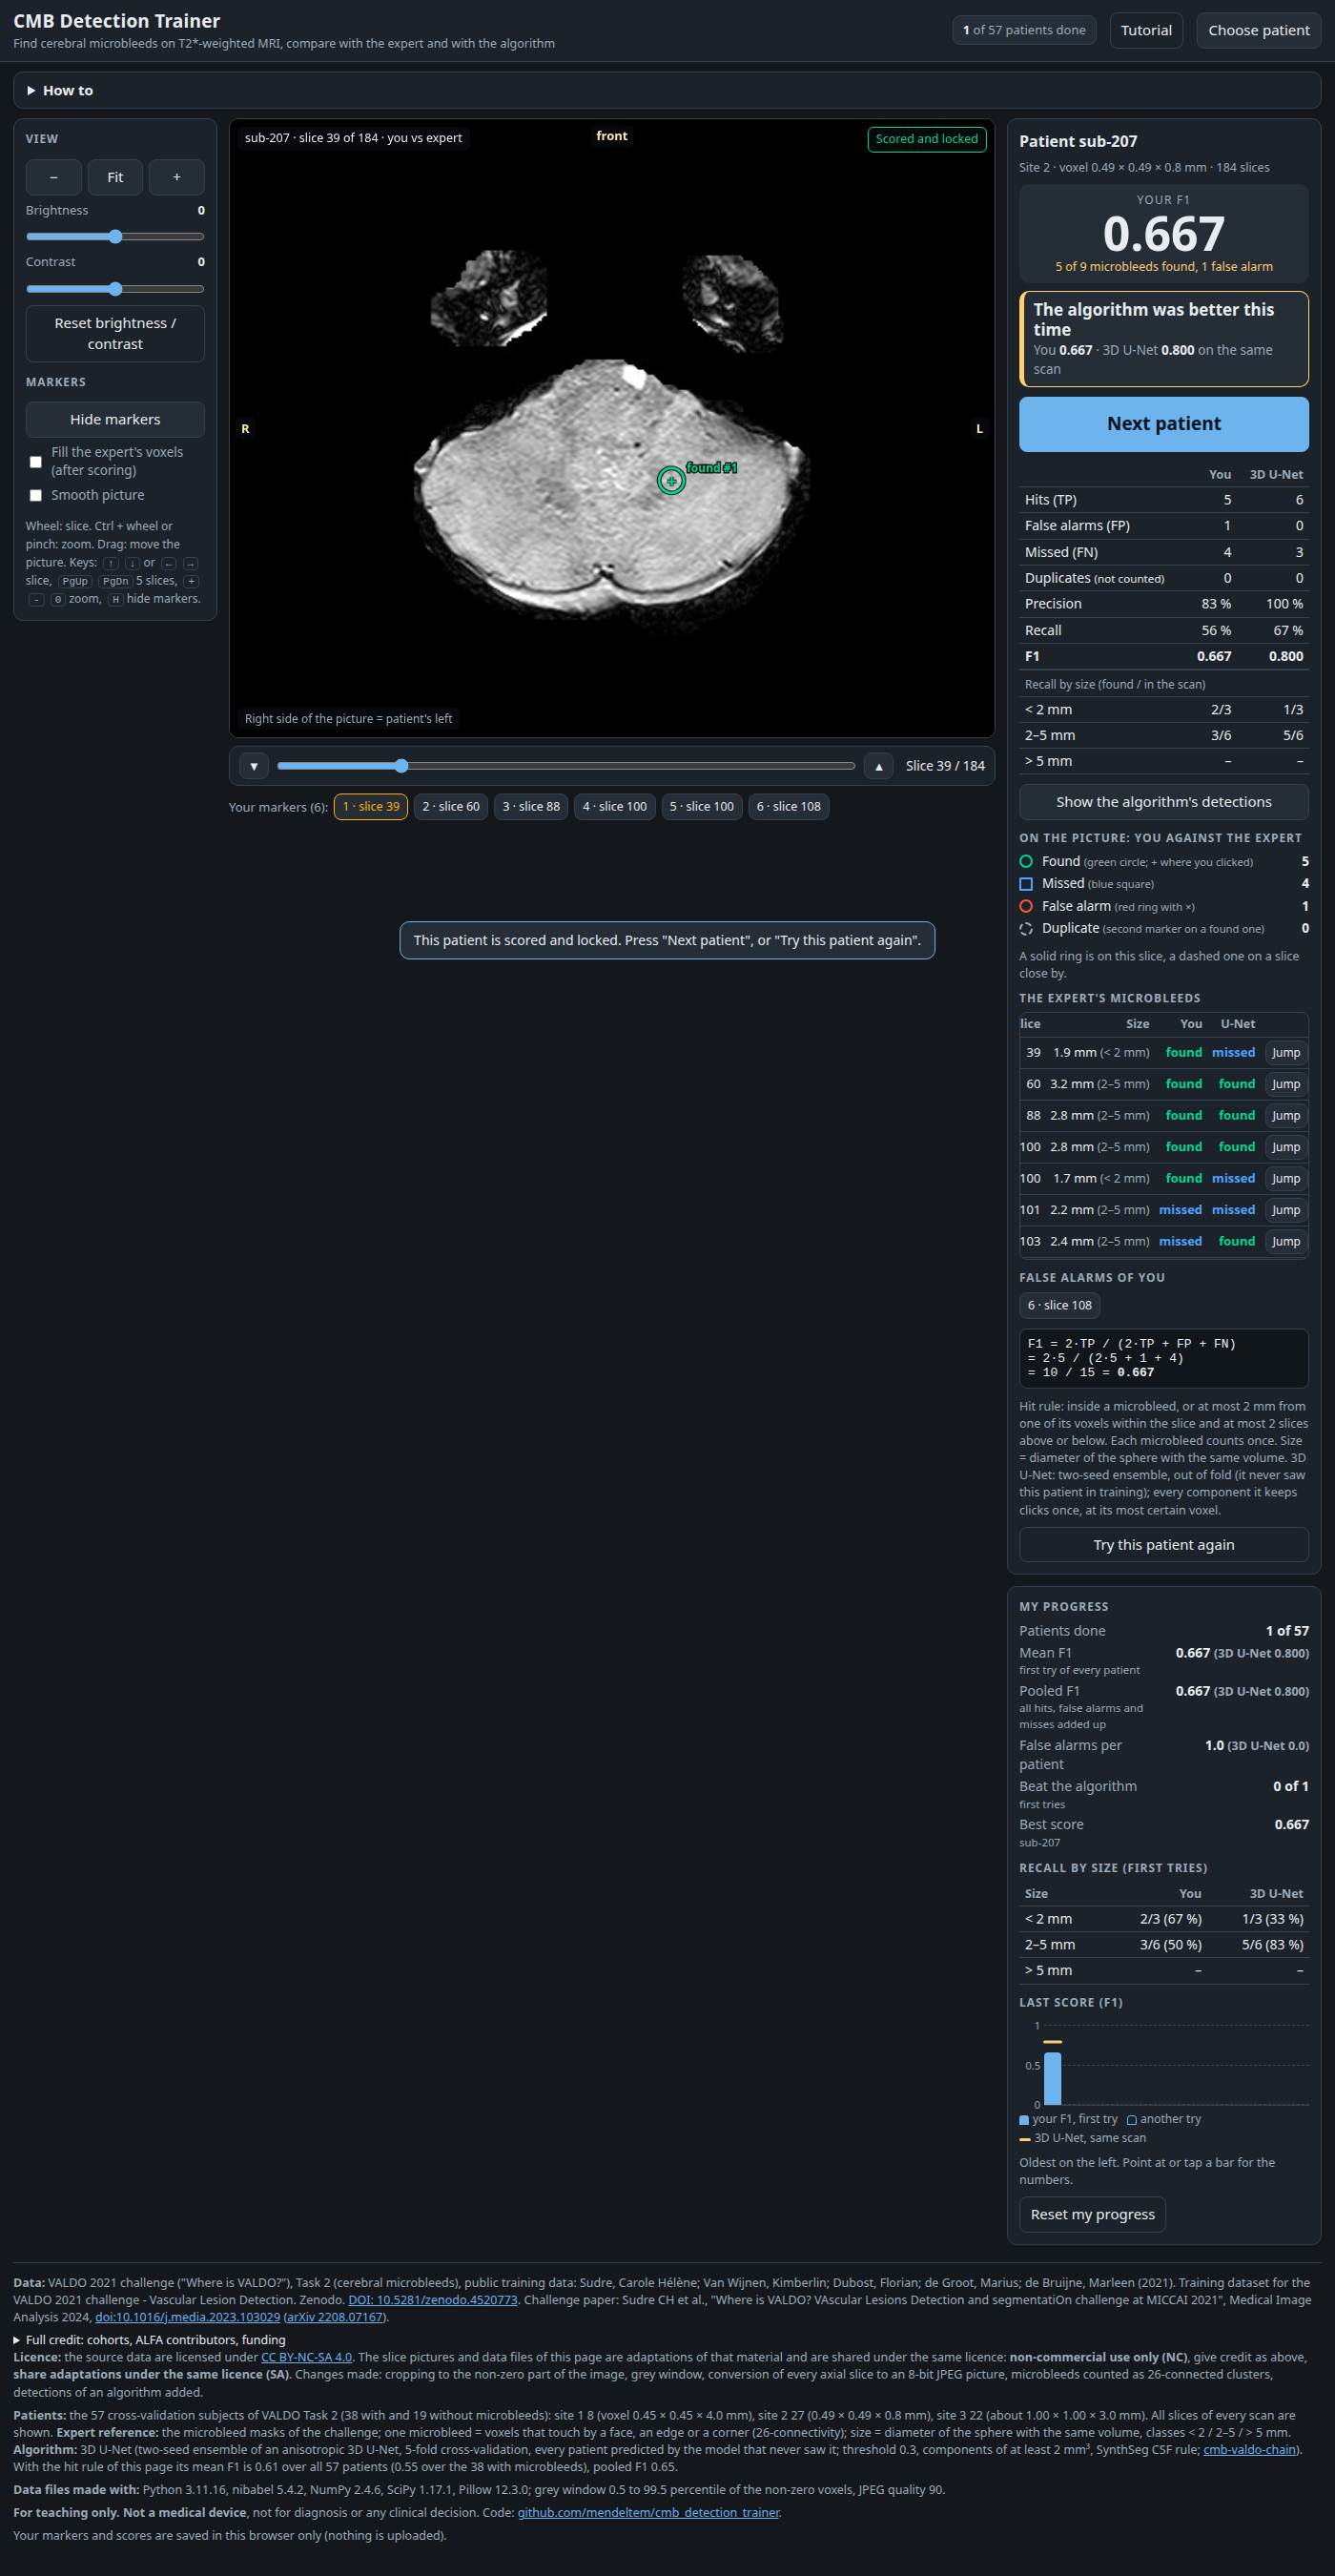 CMB Detection Trainer
Find cerebral microbleeds on T2*-weighted MRI, compare with the expert and with the algorithm
1 of 57 patients done
Tutorial
Choose patient
▶ How to
VIEW
−
Fit
+
Brightness 0
Contrast 0
Reset brightness /
contrast
MARKERS
Hide markers
Fill the expert's voxels
(after scoring)
Smooth picture
Wheel: slice. Ctrl + wheel or
pinch: zoom. Drag: move the
picture. Keys: ↑ ↓ or ← →
slice, PgUp PgDn 5 slices, +
- 0 zoom, H hide markers.
sub-207 · slice 39 of 184 · you vs expert
front
Scored and locked
R
L
found #1
Right side of the picture = patient's left
▼
▲
Slice 39 / 184
Your markers (6): 1 · slice 39 2 · slice 60 3 · slice 88 4 · slice 100 5 · slice 100 6 · slice 108
This patient is scored and locked. Press "Next patient", or "Try this patient again".
Patient sub-207
Site 2 · voxel 0.49 × 0.49 × 0.8 mm · 184 slices
YOUR F1
0.667
5 of 9 microbleeds found, 1 false alarm
The algorithm was better this
time
You 0.667 · 3D U-Net 0.800 on the same
scan
Next patient
You 3D U-Net
Hits (TP) 5 6
False alarms (FP) 1 0
Missed (FN) 4 3
Duplicates (not counted) 0 0
Precision 83 % 100 %
Recall 56 % 67 %
F1 0.667 0.800
Recall by size (found / in the scan)
< 2 mm 2/3 1/3
2–5 mm 3/6 5/6
> 5 mm – –
Show the algorithm's detections
ON THE PICTURE: YOU AGAINST THE EXPERT
Found (green circle; + where you clicked) 5
Missed (blue square) 4
False alarm (red ring with ×) 1
Duplicate (second marker on a found one) 0
A solid ring is on this slice, a dashed one on a slice
close by.
THE EXPERT'S MICROBLEEDS
lice Size You U-Net
39 1.9 mm (< 2 mm) found missed Jump
60 3.2 mm (2–5 mm) found found Jump
88 2.8 mm (2–5 mm) found found Jump
100 2.8 mm (2–5 mm) found found Jump
100 1.7 mm (< 2 mm) found missed Jump
101 2.2 mm (2–5 mm) missed missed Jump
103 2.4 mm (2–5 mm) missed found Jump
FALSE ALARMS OF YOU
6 · slice 108
F1 = 2·TP / (2·TP + FP + FN)
= 2·5 / (2·5 + 1 + 4)
= 10 / 15 = 0.667
Hit rule: inside a microbleed, or at most 2 mm from
one of its voxels within the slice and at most 2 slices
above or below. Each microbleed counts once. Size
= diameter of the sphere with the same volume. 3D
U-Net: two-seed ensemble, out of fold (it never saw
this patient in training); every component it keeps
clicks once, at its most certain voxel.
Try this patient again
MY PROGRESS
Patients done 1 of 57
Mean F1 0.667 (3D U-Net 0.800)
first try of every patient
Pooled F1 0.667 (3D U-Net 0.800)
all hits, false alarms and
misses added up
False alarms per 1.0 (3D U-Net 0.0)
patient
Beat the algorithm 0 of 1
first tries
Best score 0.667
sub-207
RECALL BY SIZE (FIRST TRIES)
Size You 3D U-Net
< 2 mm 2/3 (67 %) 1/3 (33 %)
2–5 mm 3/6 (50 %) 5/6 (83 %)
> 5 mm – –
LAST SCORE (F1)
1
0.5
0
your F1, first try another try
3D U-Net, same scan
Oldest on the left. Point at or tap a bar for the
numbers.
Reset my progress
Data: VALDO 2021 challenge ("Where is VALDO?"), Task 2 (cerebral microbleeds), public training data: Sudre, Carole Hélène; Van Wijnen, Kimberlin; Dubost, Florian; de Groot, Marius; de Bruijne, Marleen (2021). Training dataset for the
VALDO 2021 challenge - Vascular Lesion Detection. Zenodo. DOI: 10.5281/zenodo.4520773. Challenge paper: Sudre CH et al., "Where is VALDO? VAscular Lesions Detection and segmentatiOn challenge at MICCAI 2021", Medical Image
Analysis 2024, doi:10.1016/j.media.2023.103029 (arXiv 2208.07167).
▶ Full credit: cohorts, ALFA contributors, funding
Licence: the source data are licensed under CC BY-NC-SA 4.0. The slice pictures and data files of this page are adaptations of that material and are shared under the same licence: non-commercial use only (NC), give credit as above,
share adaptations under the same licence (SA). Changes made: cropping to the non-zero part of the image, grey window, conversion of every axial slice to an 8-bit JPEG picture, microbleeds counted as 26-connected clusters,
detections of an algorithm added.
Patients: the 57 cross-validation subjects of VALDO Task 2 (38 with and 19 without microbleeds): site 1 8 (voxel 0.45 × 0.45 × 4.0 mm), site 2 27 (0.49 × 0.49 × 0.8 mm), site 3 22 (about 1.00 × 1.00 × 3.0 mm). All slices of every scan are
shown. Expert reference: the microbleed masks of the challenge; one microbleed = voxels that touch by a face, an edge or a corner (26-connectivity); size = diameter of the sphere with the same volume, classes < 2 / 2–5 / > 5 mm.
Algorithm: 3D U-Net (two-seed ensemble of an anisotropic 3D U-Net, 5-fold cross-validation, every patient predicted by the model that never saw it; threshold 0.3, components of at least 2 mm³, SynthSeg CSF rule; cmb-valdo-chain).
With the hit rule of this page its mean F1 is 0.61 over all 57 patients (0.55 over the 38 with microbleeds), pooled F1 0.65.
Data files made with: Python 3.11.16, nibabel 5.4.2, NumPy 2.4.6, SciPy 1.17.1, Pillow 12.3.0; grey window 0.5 to 99.5 percentile of the non-zero voxels, JPEG quality 90.
For teaching only. Not a medical device, not for diagnosis or any clinical decision. Code: github.com/mendeltem/cmb_detection_trainer.
Your markers and scores are saved in this browser only (nothing is uploaded).